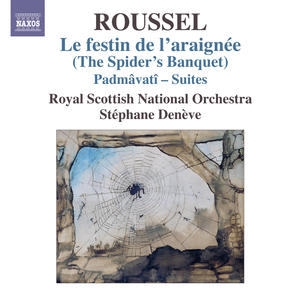 NAXOS
ROUSSEL
Le festin de l’araignée
(The Spider’s Banquet)
Padmâvatî – Suites
Royal Scottish National Orchestra
Stéphane Denève